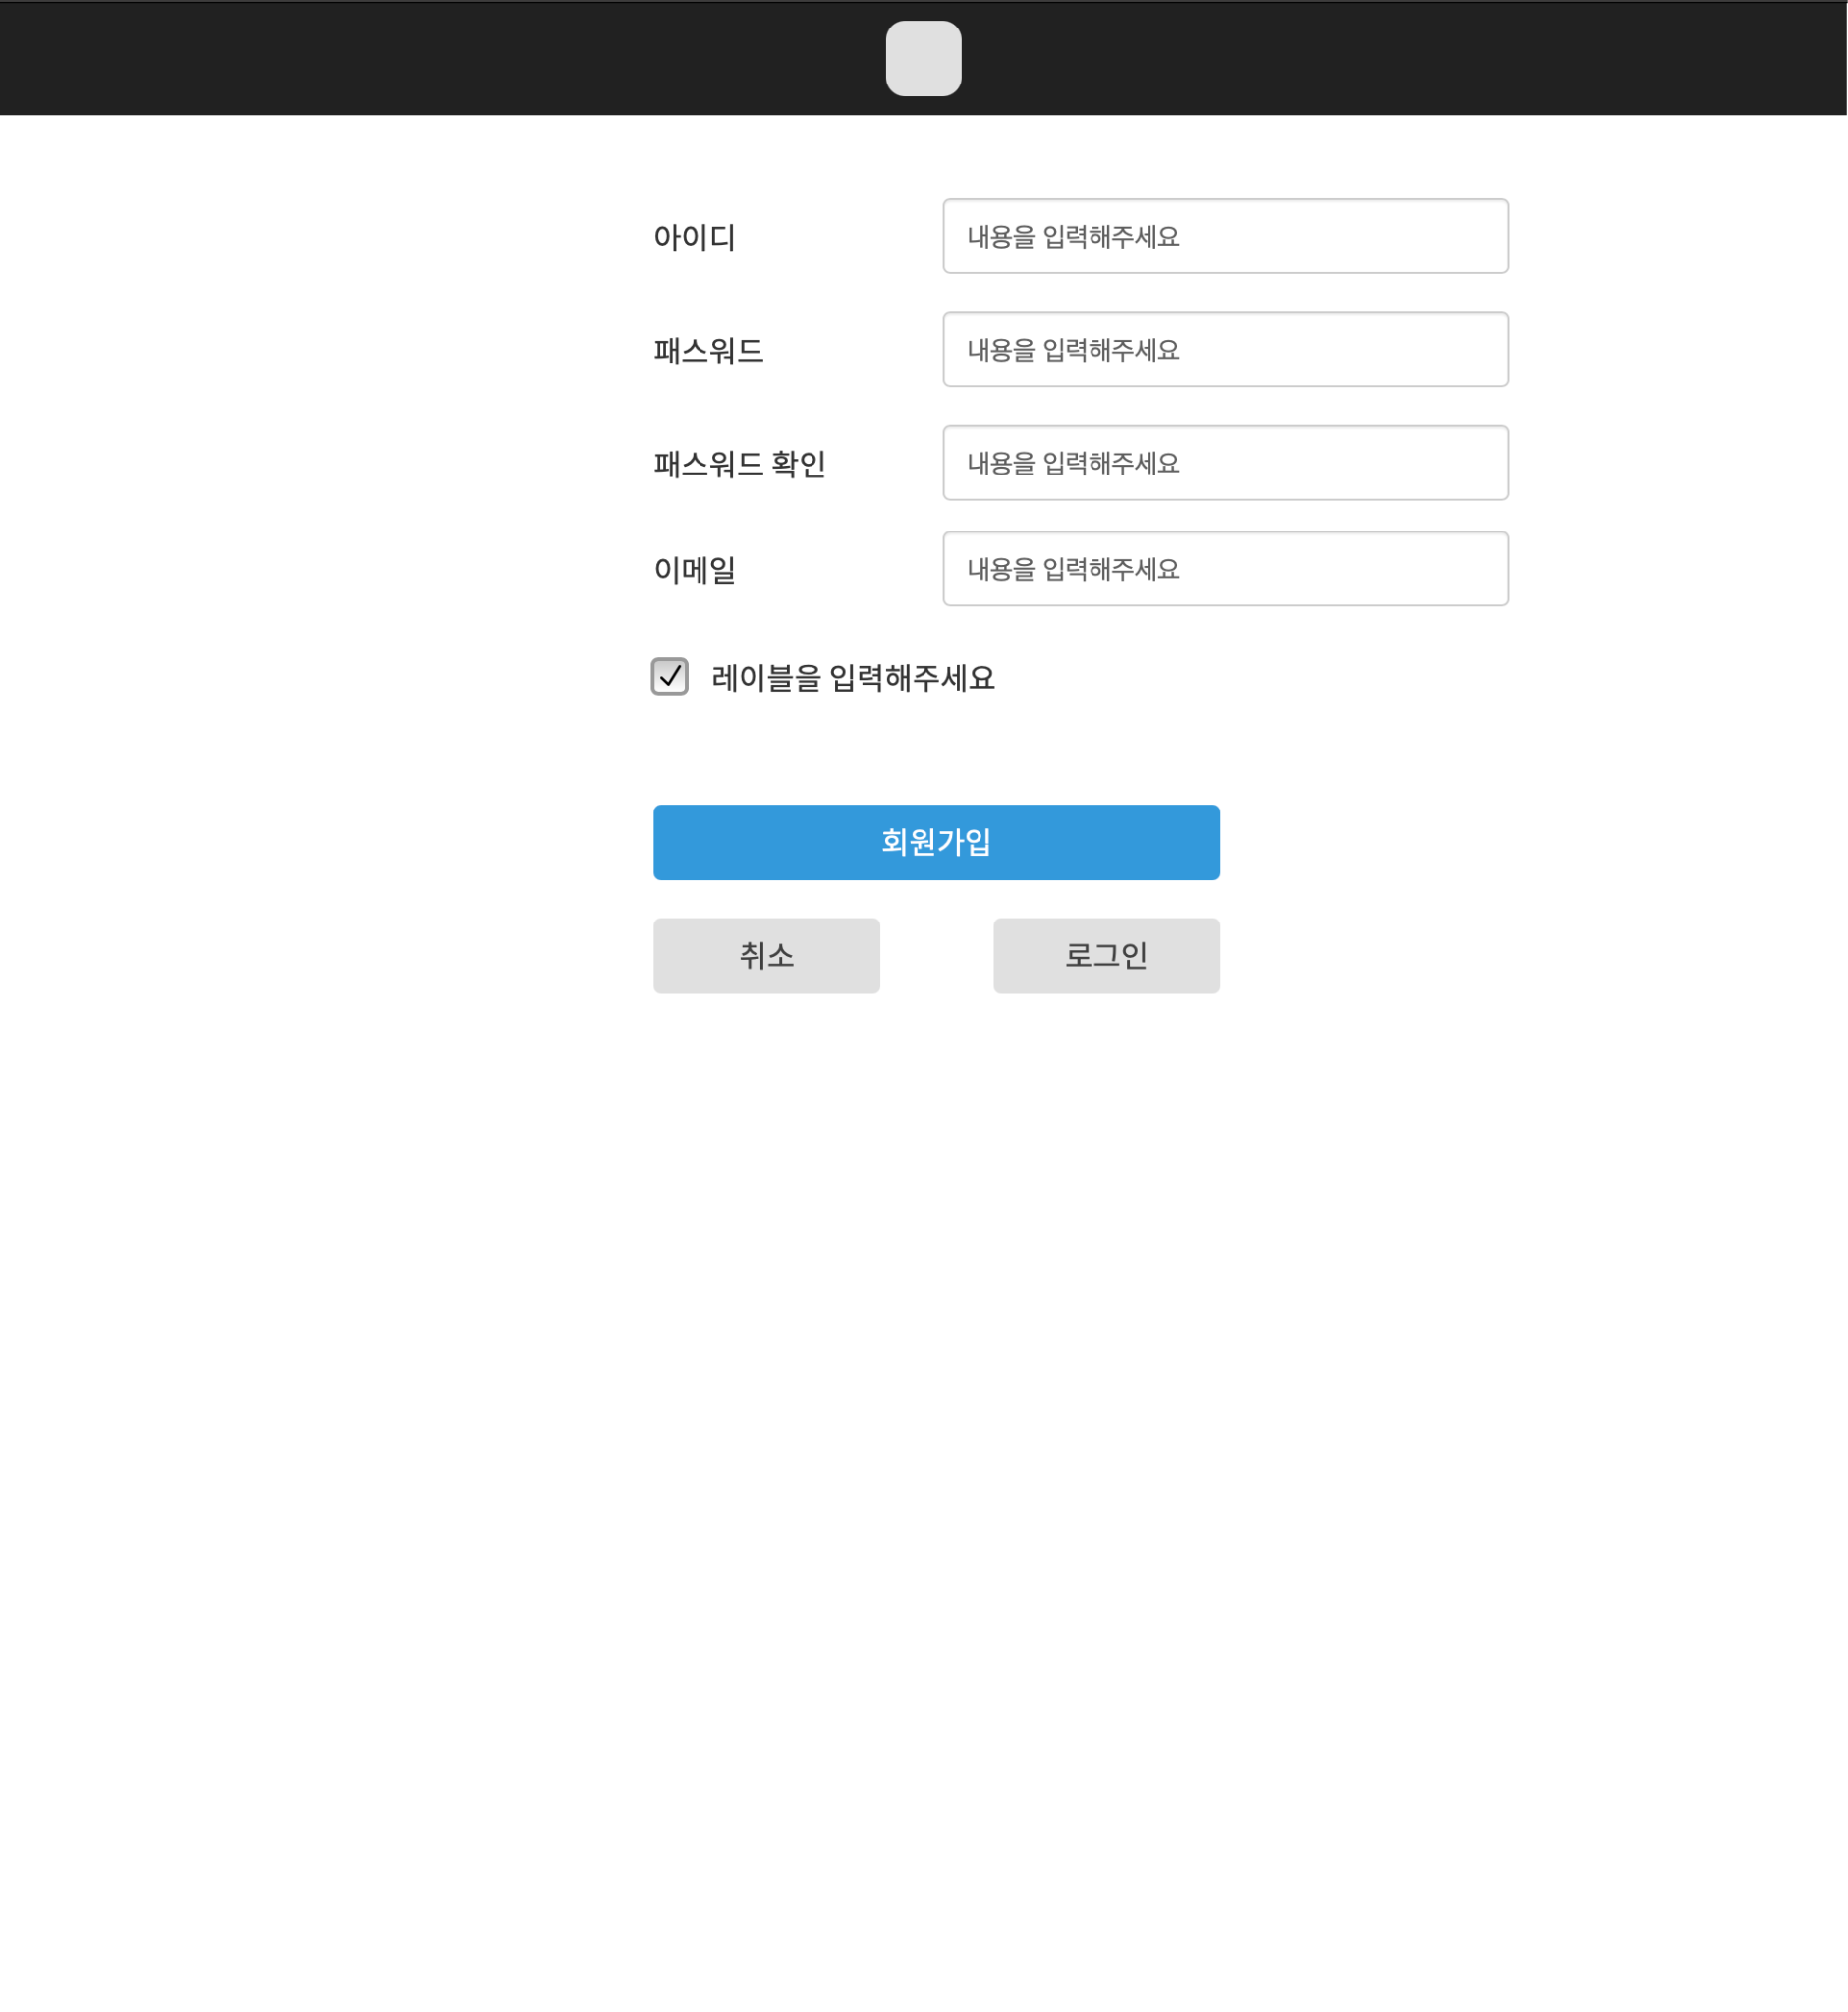 아이디
내용을 입력해주세요
패스워드
내용을 입력해주세요
패스워드 확인
내용을 입력해주세요
이메일
내용을 입력해주세요
레이블을 입력해주세요
회원가입
취소
로그인